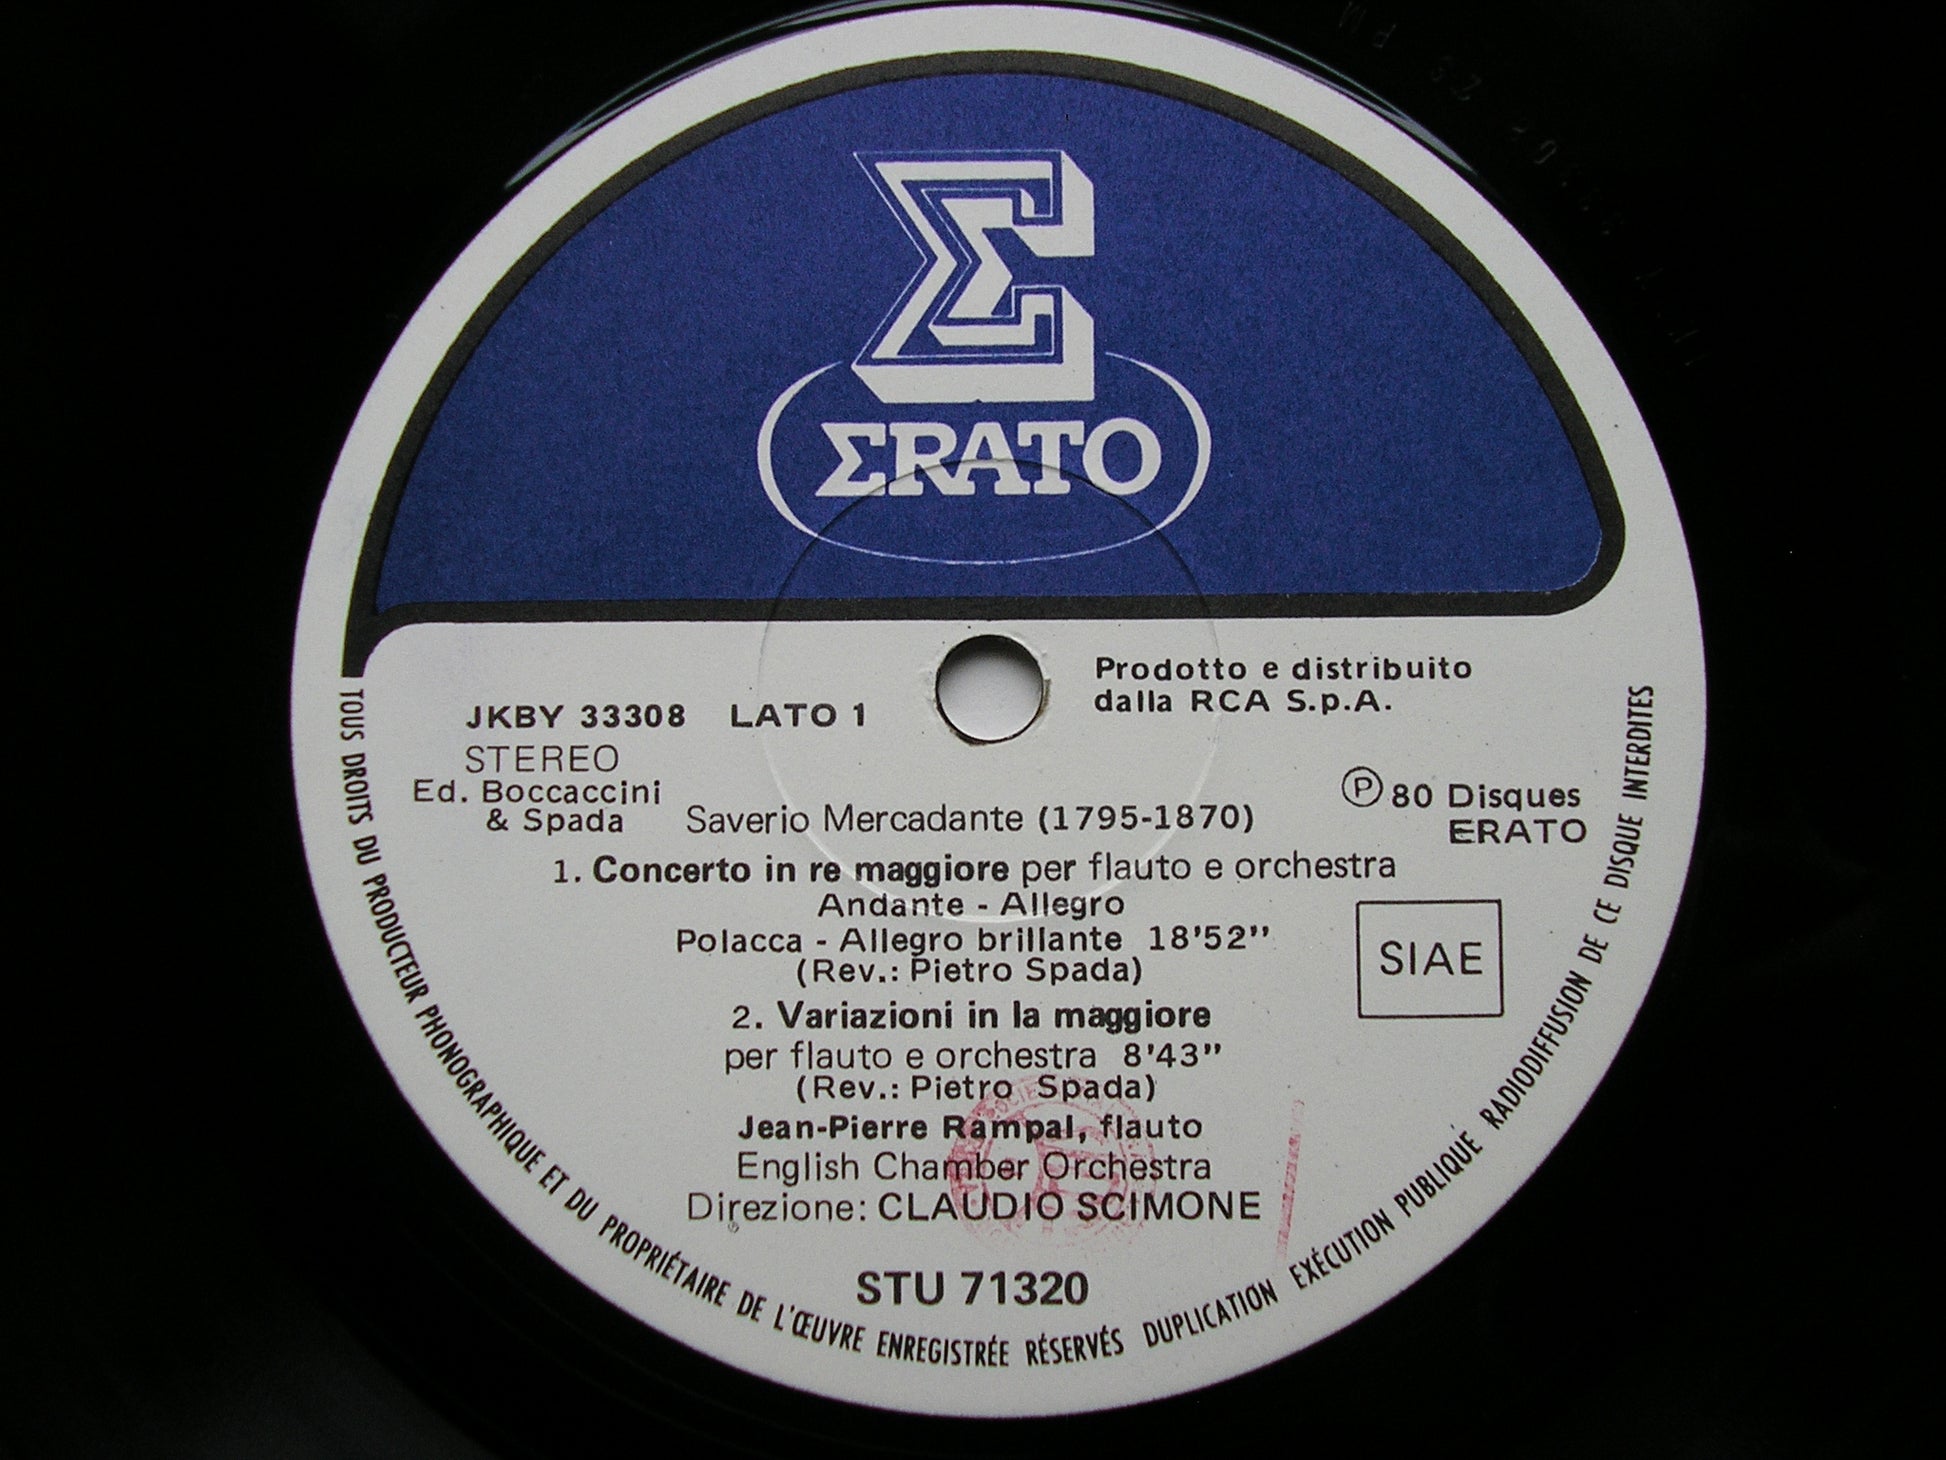 ΣRATO
Prodotto e distribuito
dalla RCA S.p.A.
JKBY 33308 LATO 1
STEREO
Ed. Boccaccini
& Spada
Ⓟ 80 Disques
ERATO
Saverio Mercadante (1795-1870)
1. Concerto in re maggiore per flauto e orchestra
Andante - Allegro
Polacca - Allegro brillante 18'52"
(Rev.: Pietro Spada)
SIAE
2. Variazioni in la maggiore
per flauto e orchestra 8'43"
(Rev.: Pietro Spada)
Jean-Pierre Rampal, flauto
English Chamber Orchestra
Direzione: CLAUDIO SCIMONE
STU 71320
TOUS DROITS DU PRODUCTEUR PHONOGRAPHIQUE ET DU PROPRIÉTAIRE DE L'ŒUVRE ENREGISTRÉE RÉSERVÉS DUPLICATION EXÉCUTION PUBLIQUE RADIODIFFUSION DE CE DISQUE INTERDITES